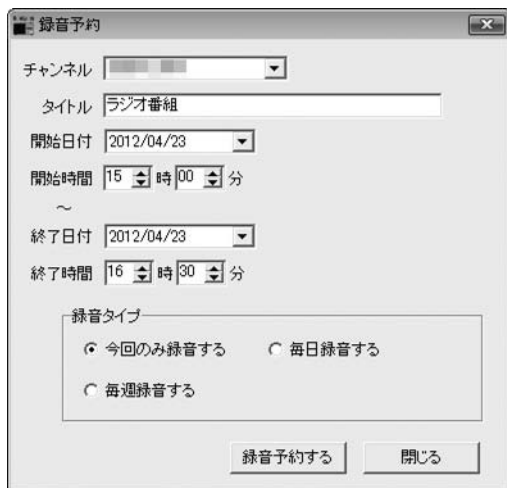 録音予約
チャンネル
タイトル ラジオ番組
開始日付 2012/04/23
開始時間 15 時 00 分
～
終了日付 2012/04/23
終了時間 16 時 30 分
録音タイプ
今回のみ録音する 毎日録音する
毎週録音する
録音予約する 閉じる